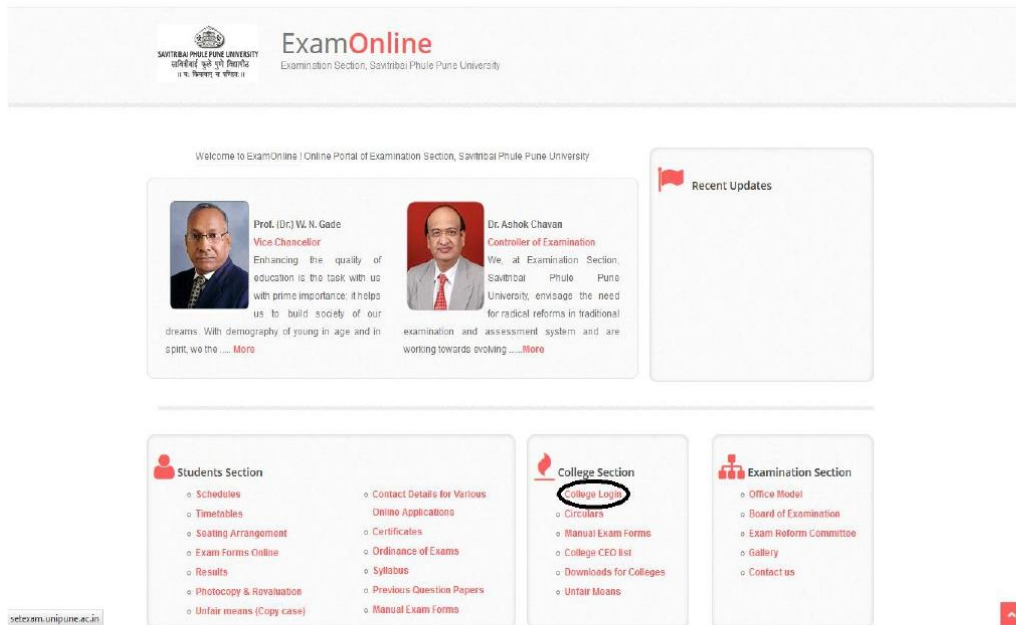 SAVITRIBAI PHULE PUNE UNIVERSITY
सावित्रीबाई फुले पुणे विद्यापीठ
॥ यः क्रियावान् स पण्डितः ॥
ExamOnline
Examination Section, Savitribai Phule Pune University
Welcome to ExamOnline ! Online Portal of Examination Section, Savitribai Phule Pune University
Prof. (Dr.) W. N. Gade
Vice Chancellor
Enhancing the quality of
education is the task with us
with prime importance; it helps
us to build society of our
dreams. With demography of young in age and in
spirit, we the ..... More
Dr. Ashok Chavan
Controller of Examination
We, at Examination Section,
Savitribai Phule Pune
University, envisage the need
for radical reforms in traditional
examination and assessment system and are
working towards evolving ......More
Recent Updates
Students Section
Schedules
Timetables
Seating Arrangement
Exam Forms Online
Results
Photocopy & Revaluation
Unfair means (Copy case)
Contact Details for Various
Online Applications
Certificates
Ordinance of Exams
Syllabus
Previous Question Papers
Manual Exam Forms
College Section
College Login
Circulars
Manual Exam Forms
College CEO list
Downloads for Colleges
Unfair Means
Examination Section
Office Model
Board of Examination
Exam Reform Committee
Gallery
Contact us
setexam.unipune.ac.in